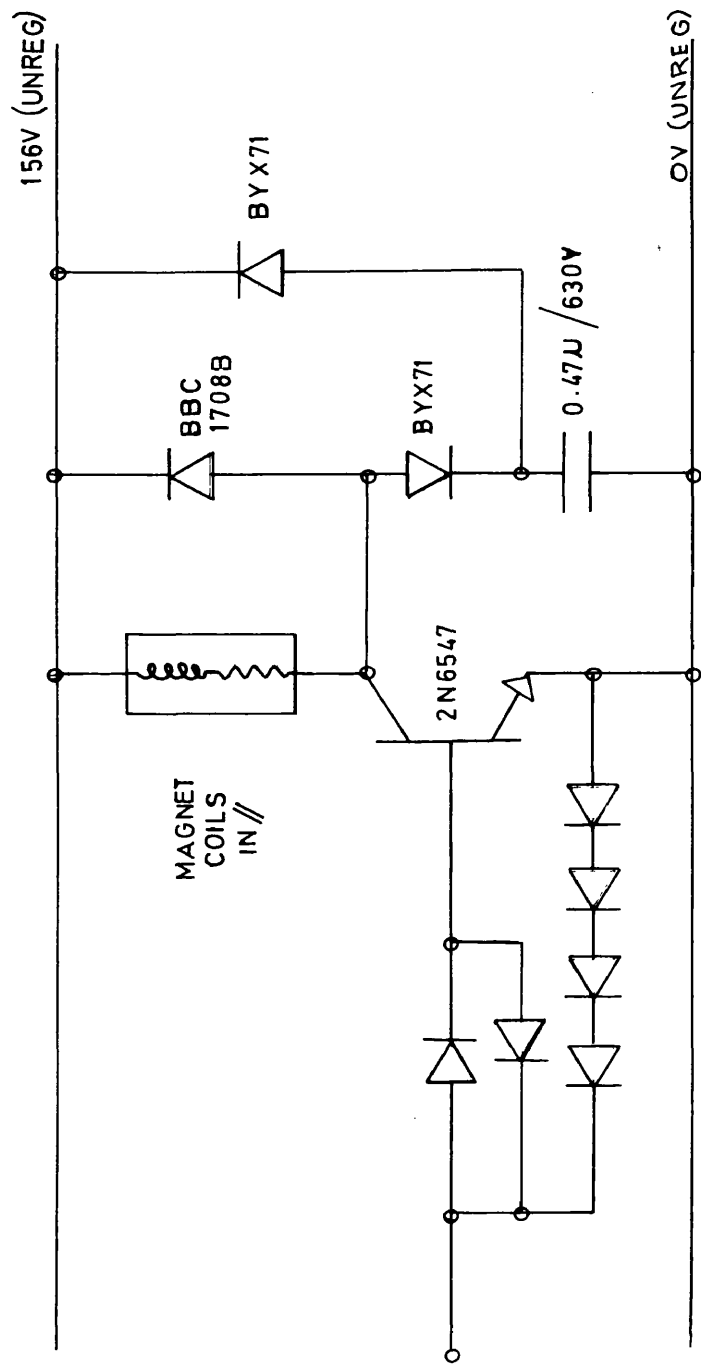 156V (UNREG)
BYX71
BBC
1708B
BYX71
0.47µ/630V
MAGNET
COILS
IN //
2N6547
0V (UNREG)